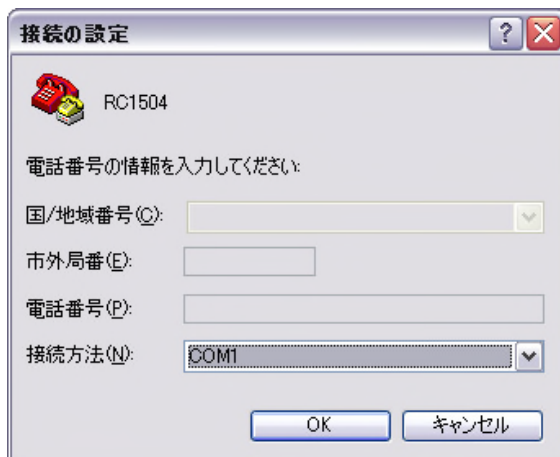 接続の設定
RC1504
電話番号の情報を入力してください:
国/地域番号(C):
市外局番(E):
電話番号(P):
接続方法(N): COM1
OK キャンセル